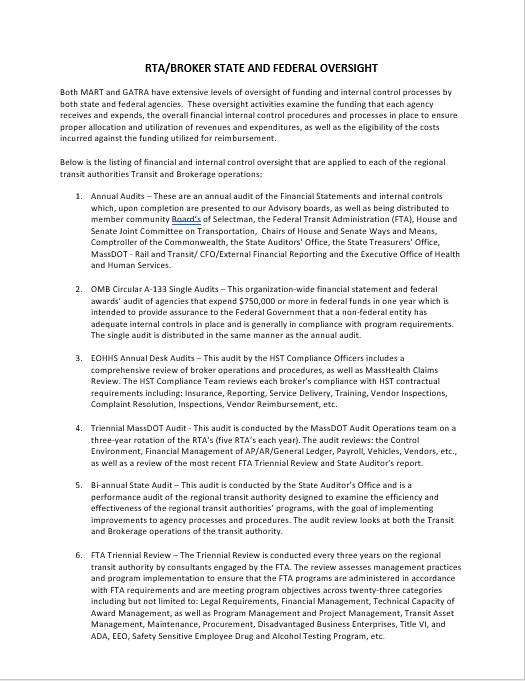 RTA/BROKER STATE AND FEDERAL OVERSIGHT
Both MART and GATRA have extensive levels of oversight of funding and internal control processes by
both state and federal agencies.  These oversight activities examine the funding that each agency
receives and expends, the overall financial internal control procedures and processes in place to ensure
proper allocation and utilization of revenues and expenditures, as well as the eligibility of the costs
incurred against the funding utilized for reimbursement.
Below is the listing of financial and internal control oversight that are applied to each of the regional
transit authorities Transit and Brokerage operations:
1. Annual Audits – These are an annual audit of the Financial Statements and internal controls
which, upon completion are presented to our Advisory boards, as well as being distributed to
member community Board's of Selectman, the Federal Transit Administration (FTA), House and
Senate Joint Committee on Transportation,  Chairs of House and Senate Ways and Means,
Comptroller of the Commonwealth, the State Auditors' Office, the State Treasurers' Office,
MassDOT - Rail and Transit/ CFO/External Financial Reporting and the Executive Office of Health
and Human Services.
2. OMB Circular A-133 Single Audits – This organization-wide financial statement and federal
awards' audit of agencies that expend $750,000 or more in federal funds in one year which is
intended to provide assurance to the Federal Government that a non-federal entity has
adequate internal controls in place and is generally in compliance with program requirements.
The single audit is distributed in the same manner as the annual audit.
3. EOHHS Annual Desk Audits – This audit by the HST Compliance Officers includes a
comprehensive review of broker operations and procedures, as well as MassHealth Claims
Review. The HST Compliance Team reviews each broker's compliance with HST contractual
requirements including: Insurance, Reporting, Service Delivery, Training, Vendor Inspections,
Complaint Resolution, Inspections, Vendor Reimbursement, etc.
4. Triennial MassDOT Audit - This audit is conducted by the MassDOT Audit Operations team on a
three-year rotation of the RTA's (five RTA's each year). The audit reviews: the Control
Environment, Financial Management of AP/AR/General Ledger, Payroll, Vehicles, Vendors, etc.,
as well as a review of the most recent FTA Triennial Review and State Auditor's report.
5. Bi-annual State Audit – This audit is conducted by the State Auditor's Office and is a
performance audit of the regional transit authority designed to examine the efficiency and
effectiveness of the regional transit authorities' programs, with the goal of implementing
improvements to agency processes and procedures. The audit review looks at both the Transit
and Brokerage operations of the transit authority.
6. FTA Triennial Review – The Triennial Review is conducted every three years on the regional
transit authority by consultants engaged by the FTA. The review assesses management practices
and program implementation to ensure that the FTA programs are administered in accordance
with FTA requirements and are meeting program objectives across twenty-three categories
including but not limited to: Legal Requirements, Financial Management, Technical Capacity of
Award Management, as well as Program Management and Project Management, Transit Asset
Management, Maintenance, Procurement, Disadvantaged Business Enterprises, Title VI, and
ADA, EEO, Safety Sensitive Employee Drug and Alcohol Testing Program, etc.